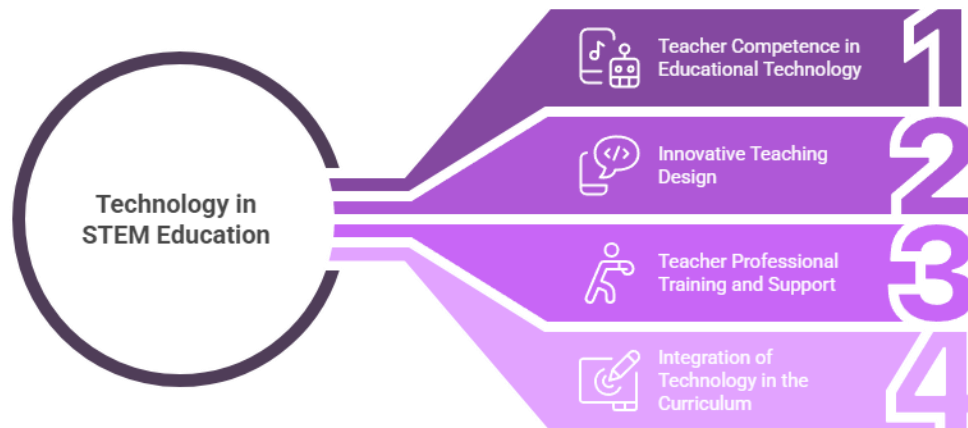 Technology in
STEM Education
Teacher Competence in
Educational Technology
1
Innovative Teaching
Design
2
Teacher Professional
Training and Support
3
Integration of
Technology in the
Curriculum
4